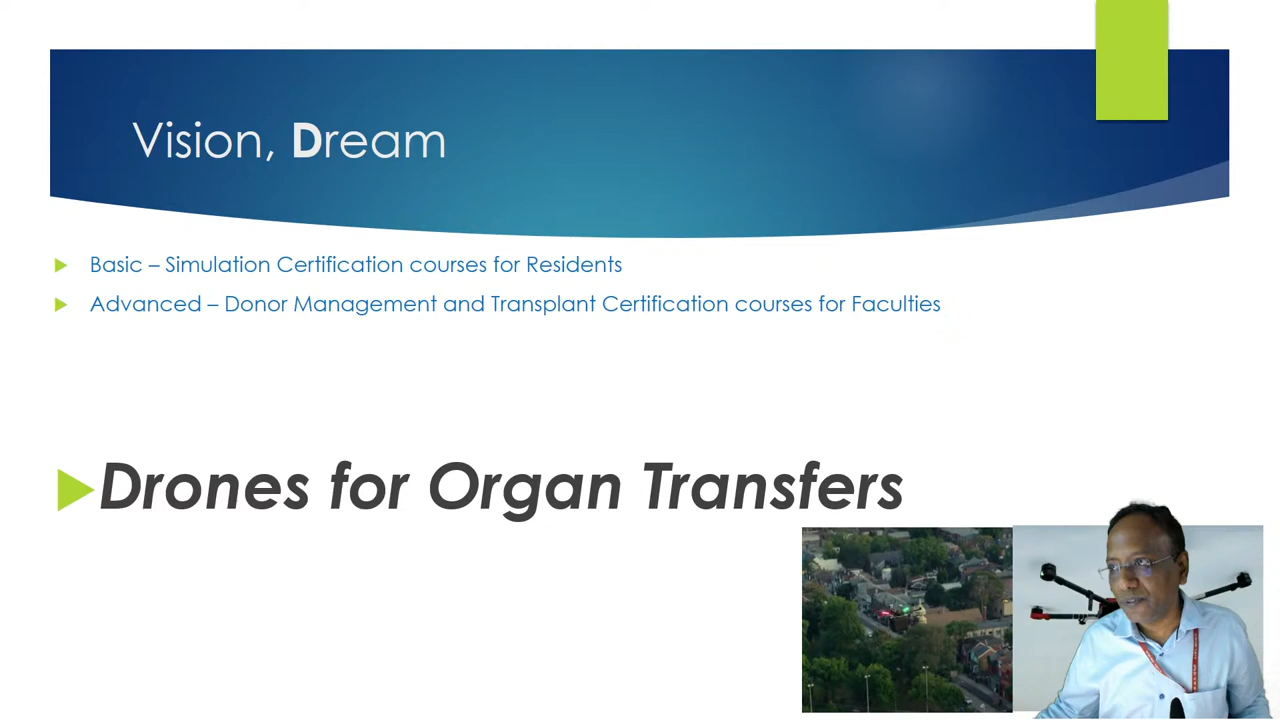 Vision, Dream
Basic – Simulation Certification courses for Residents
Advanced – Donor Management and Transplant Certification courses for Faculties
Drones for Organ Transfers